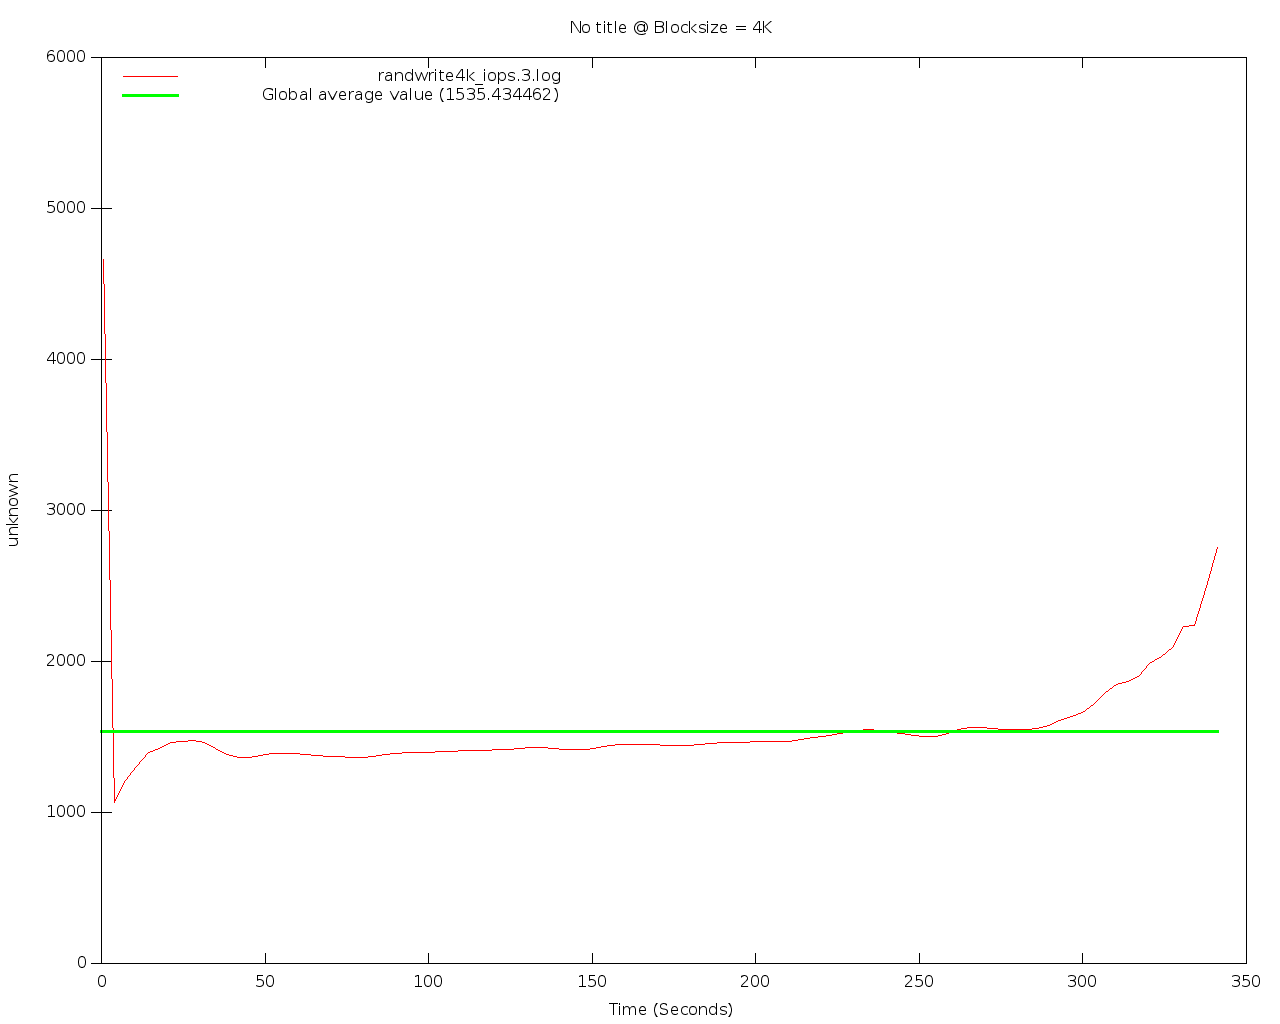 No title @ Blocksize = 4K
randwrite4k_iops.3.log
Global average value (1535.434462)
6000
5000
4000
3000
2000
1000
0
unknown
0 50 100 150 200 250 300 350
Time (Seconds)